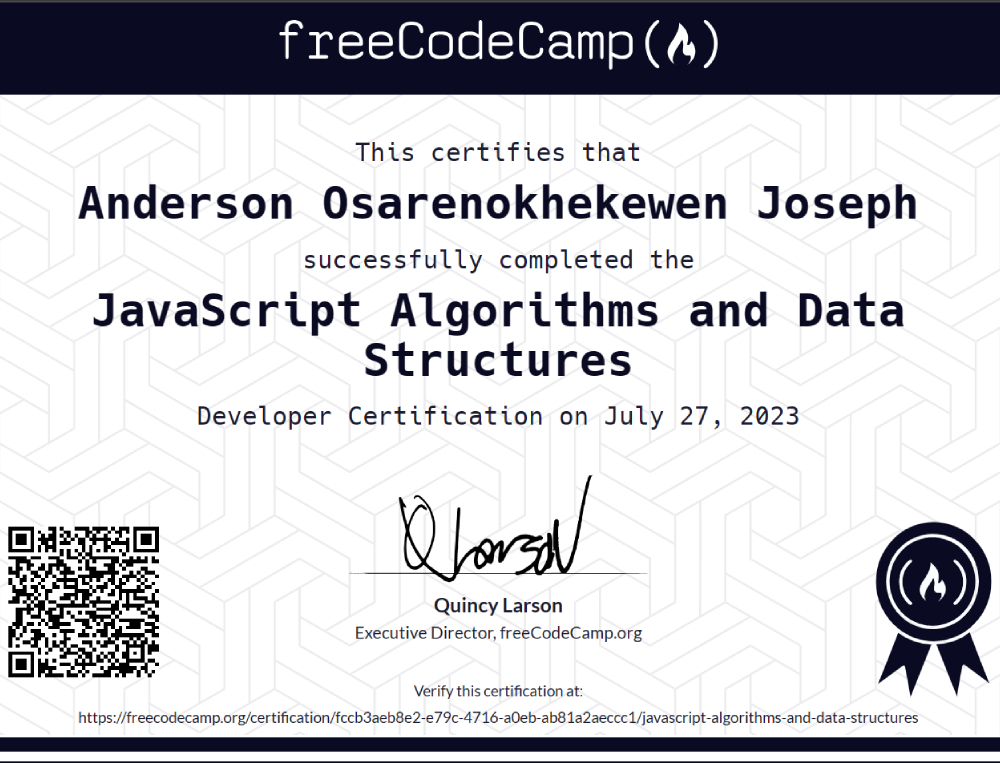 freeCodeCamp
This certifies that
Anderson Osarenokhekewen Joseph
successfully completed the
JavaScript Algorithms and Data
Structures
Developer Certification on July 27, 2023
Q Larson
Quincy Larson
Executive Director, freeCodeCamp.org
Verify this certification at:
https://freecodecamp.org/certification/fccb3aeb8e2-e79c-4716-a0eb-ab81a2aeccc1/javascript-algorithms-and-data-structures